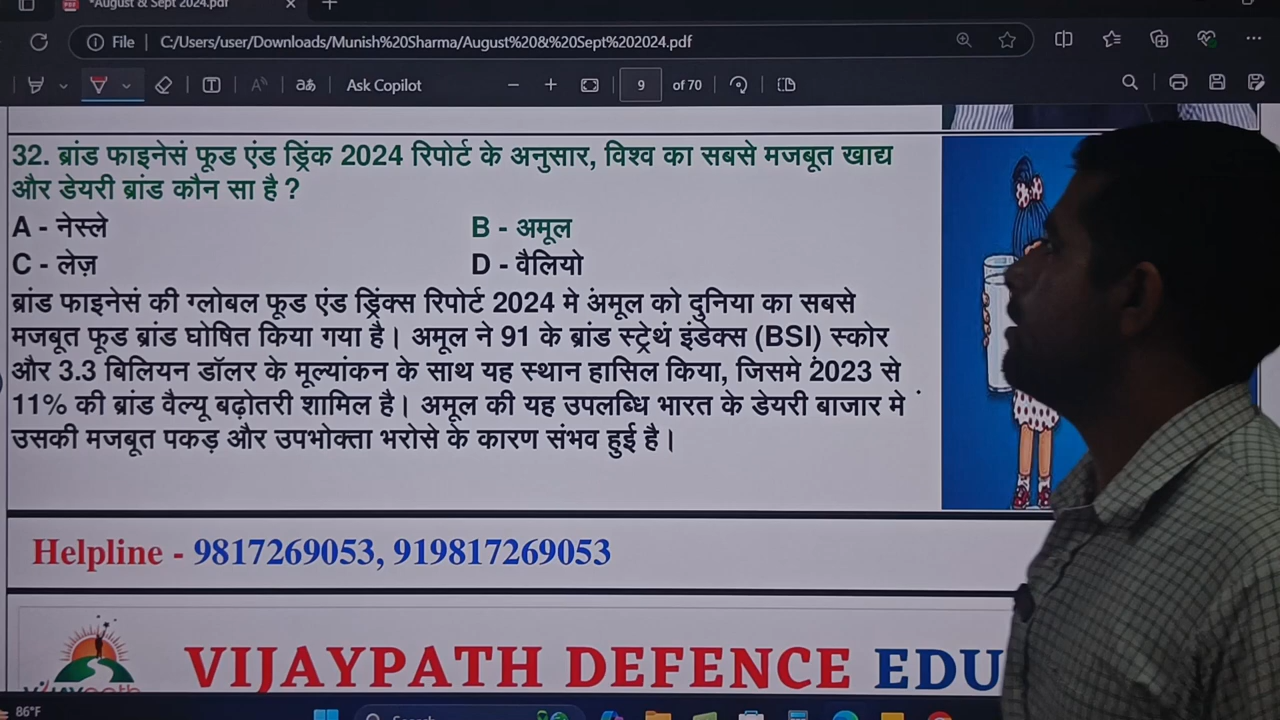 *August & Sept 2024.pdf
File | C:/Users/user/Downloads/Munish%20Sharma/August%20&%20Sept%202024.pdf
aあ Ask Copilot 9 of 70
32. ब्रांड फाइनेसं फूड एंड ड्रिंक 2024 रिपोर्ट के अनुसार, विश्व का सबसे मजबूत खाद्य
और डेयरी ब्रांड कौन सा है ?
A - नेस्ले B - अमूल
C - लेज़ D - वैलियो
ब्रांड फाइनेसं की ग्लोबल फूड एंड ड्रिंक्स रिपोर्ट 2024 मे अंमूल को दुनिया का सबसे
मजबूत फूड ब्रांड घोषित किया गया है। अमूल ने 91 के ब्रांड स्ट्रेथं इंडेक्स (BSI) स्कोर
और 3.3 बिलियन डॉलर के मूल्यांकन के साथ यह स्थान हासिल किया, जिसमे 2023 से
11% की ब्रांड वैल्यू बढ़ोतरी शामिल है। अमूल की यह उपलब्धि भारत के डेयरी बाजार मे
उसकी मजबूत पकड़ और उपभोक्ता भरोसे के कारण संभव हुई है।
Helpline - 9817269053, 919817269053
VIJAYPATH DEFENCE EDU
86°F Search